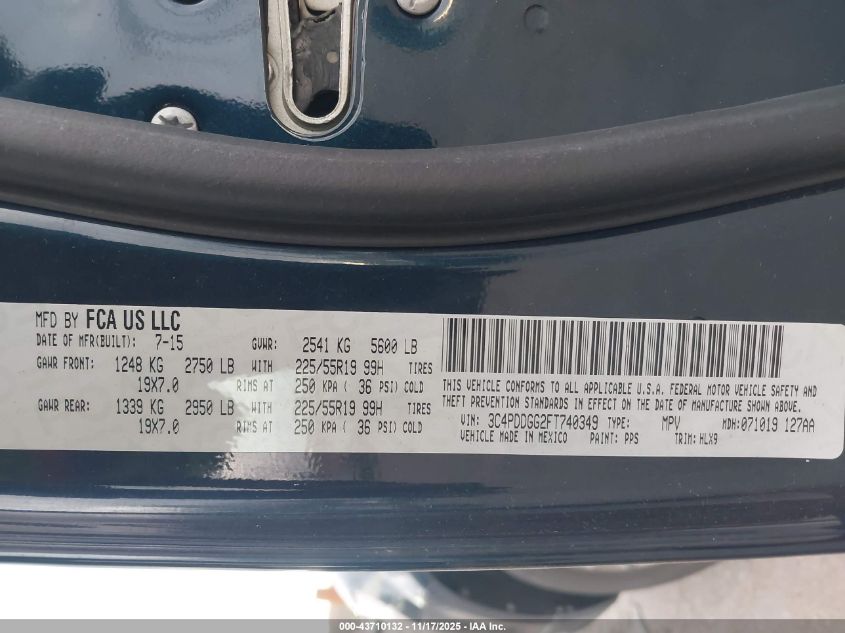 MFD BY FCA US LLC
DATE OF MFR(BUILT): 7-15 GVWR: 2541 KG 5600 LB
GAWR FRONT: 1248 KG 2750 LB WITH 225/55R19 99H TIRES
19X7.0 RIMS AT 250 KPA ( 36 PSI) COLD
GAWR REAR: 1339 KG 2950 LB WITH 225/55R19 99H TIRES
19X7.0 RIMS AT 250 KPA ( 36 PSI) COLD
THIS VEHICLE CONFORMS TO ALL APPLICABLE U.S.A. FEDERAL MOTOR VEHICLE SAFETY AND
THEFT PREVENTION STANDARDS IN EFFECT ON THE DATE OF MANUFACTURE SHOWN ABOVE.
VIN: 3C4PDDGG2FT740349 TYPE: MPV MDH:071019 127AA
VEHICLE MADE IN MEXICO PAINT: PPS TRIM: HLX9
000-43710132 - 11/17/2025 - IAA Inc.